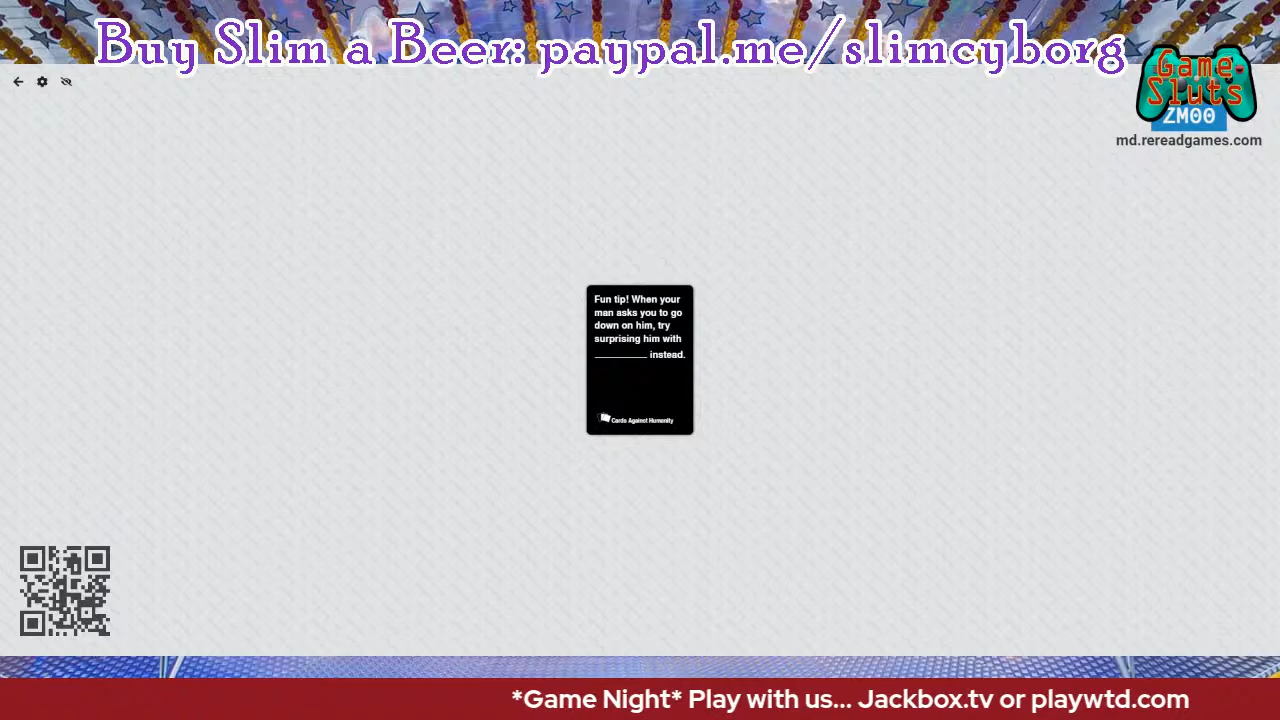 Buy Slim a Beer: paypal.me/slimcyborg
Game
Sluts
ZM00
md.rereadgames.com
Fun tip! When your
man asks you to go
down on him, try
surprising him with
__________ instead.
Cards Against Humanity
*Game Night* Play with us... Jackbox.tv or playwtd.com